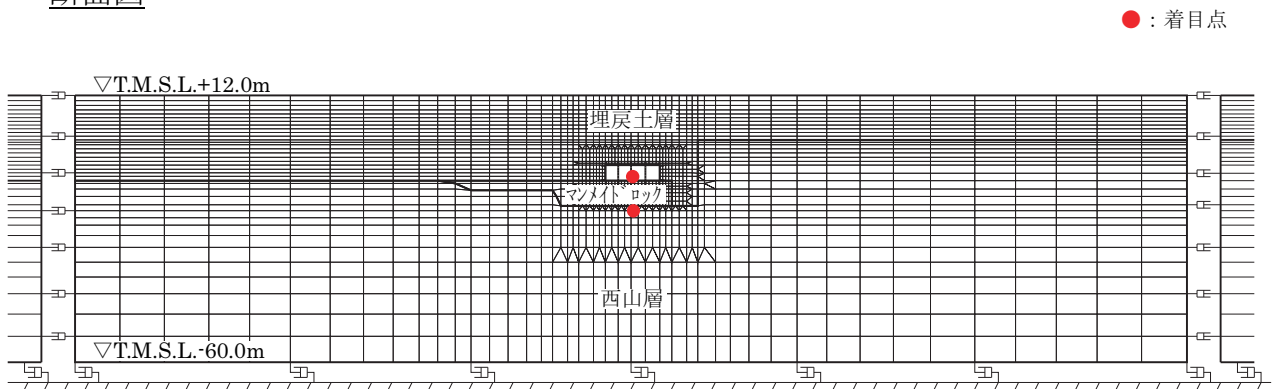 断面図
●：着目点
▽T.M.S.L.+12.0m
埋戻土層
マンメイドロック
西山層
▽T.M.S.L.-60.0m